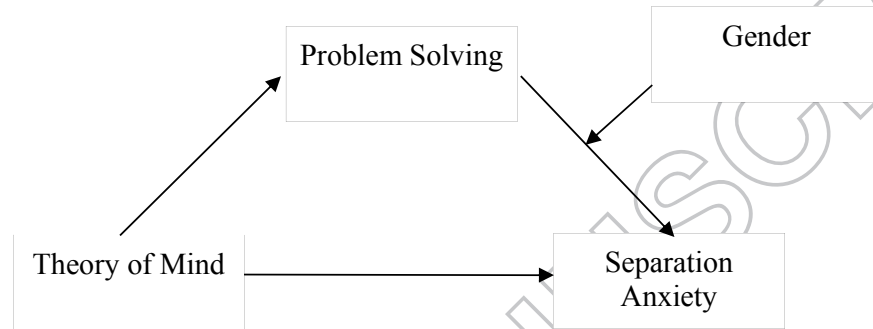 Problem Solving
Gender
Theory of Mind
Separation
Anxiety